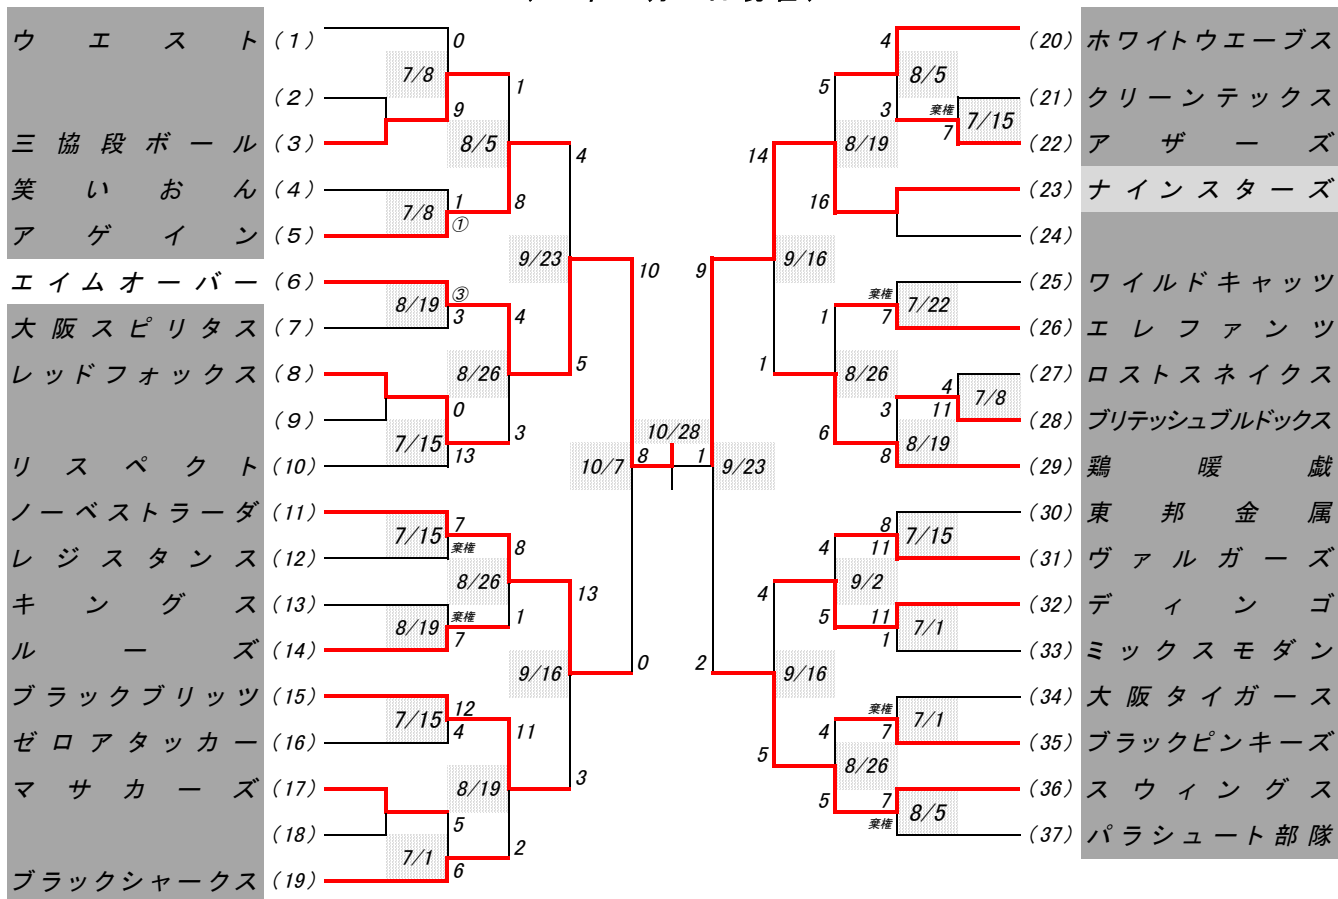 ウエスト (1)
(2)
三協段ボール (3)
笑いおん (4)
アゲイン (5)
エイムオーバー (6)
大阪スピリタス (7)
レッドフォックス (8)
(9)
リスペクト (10)
ノーベストラーダ (11)
レジスタンス (12)
キングス (13)
ルーズ (14)
ブラックブリッツ (15)
ゼロアタッカー (16)
マサカーズ (17)
(18)
ブラックシャークス (19)
0
7/8
9
1
8/5
7/8
1
①
8
4
9/23
8/19
③
3
4
8/26
5
0
7/15
13
3
10
10/7
8
7/15
7
棄権
8
8/26
8/19
棄権
7
1
13
9/16
0
7/15
12
4
11
8/19
5
7/1
6
2
3
10/28
1
9/23
4
8/5
5
3
棄権
7
7/15
8/19
14
16
9
9/16
棄権
7
7/22
1
8/26
1
4
11
7/8
3
6
8
8/19
8
11
7/15
4
9/2
4
5
11
1
7/1
2
9/16
棄権
7
7/1
4
8/26
5
5
7
棄権
8/5
(20) ホワイトウエーブス
(21) クリーンテックス
(22) アザーズ
(23) ナインスターズ
(24)
(25) ワイルドキャッツ
(26) エレファンツ
(27) ロストスネイクス
(28) ブリテッシュブルドックス
(29) 鶏暖戯
(30) 東邦金属
(31) ヴァルガーズ
(32) ディンゴ
(33) ミックスモダン
(34) 大阪タイガース
(35) ブラックピンキーズ
(36) スウィングス
(37) パラシュート部隊